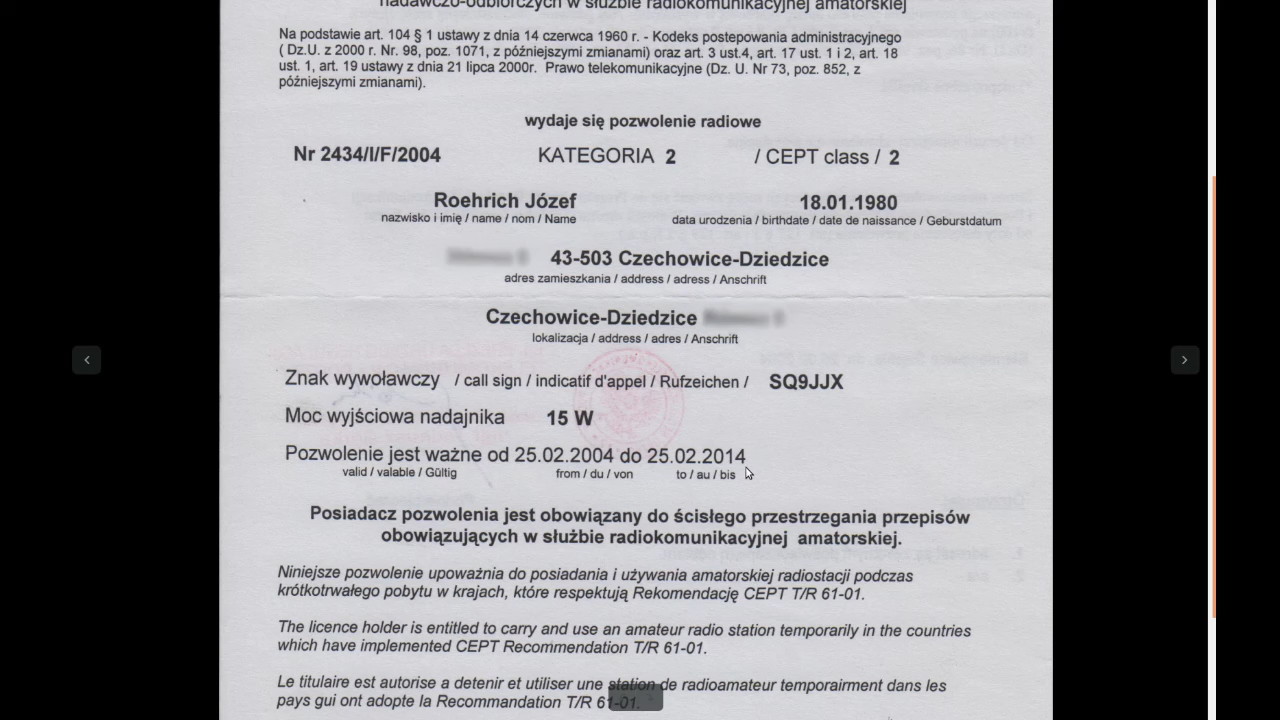 nadawczo-odbiorczych w służbie radiokomunikacyjnej amatorskiej
Na podstawie art. 104 § 1 ustawy z dnia 14 czerwca 1960 r. - Kodeks postepowania administracyjnego
( Dz.U. z 2000 r. Nr. 98, poz. 1071, z późniejszymi zmianami) oraz art. 3 ust.4, art. 17 ust. 1 i 2, art. 18
ust. 1, art. 19 ustawy z dnia 21 lipca 2000r. Prawo telekomunikacyjne (Dz. U. Nr 73, poz. 852, z
późniejszymi zmianami).
wydaje się pozwolenie radiowe
Nr 2434/I/F/2004 KATEGORIA 2 / CEPT class / 2
Roehrich Józef 18.01.1980
nazwisko i imię / name / nom / Name data urodzenia / birthdate / date de naissance / Geburstdatum
43-503 Czechowice-Dziedzice
adres zamieszkania / address / adress / Anschrift
Czechowice-Dziedzice
lokalizacja / address / adres / Anschrift
Znak wywoławczy / call sign / indicatif d'appel / Rufzeichen / SQ9JJX
Moc wyjściowa nadajnika 15 W
Pozwolenie jest ważne od 25.02.2004 do 25.02.2014
valid / valable / Gültig from / du / von to / au / bis
Posiadacz pozwolenia jest obowiązany do ścisłego przestrzegania przepisów
obowiązujących w służbie radiokomunikacyjnej amatorskiej.
Niniejsze pozwolenie upoważnia do posiadania i używania amatorskiej radiostacji podczas
krótkotrwałego pobytu w krajach, które respektują Rekomendację CEPT T/R 61-01.
The licence holder is entitled to carry and use an amateur radio station temporarily in the countries
which have implemented CEPT Recommendation T/R 61-01.
Le titulaire est autorise a detenir et utiliser une station de radioamateur temporairment dans les
pays gui ont adopte la Recommandation T/R 61-01.